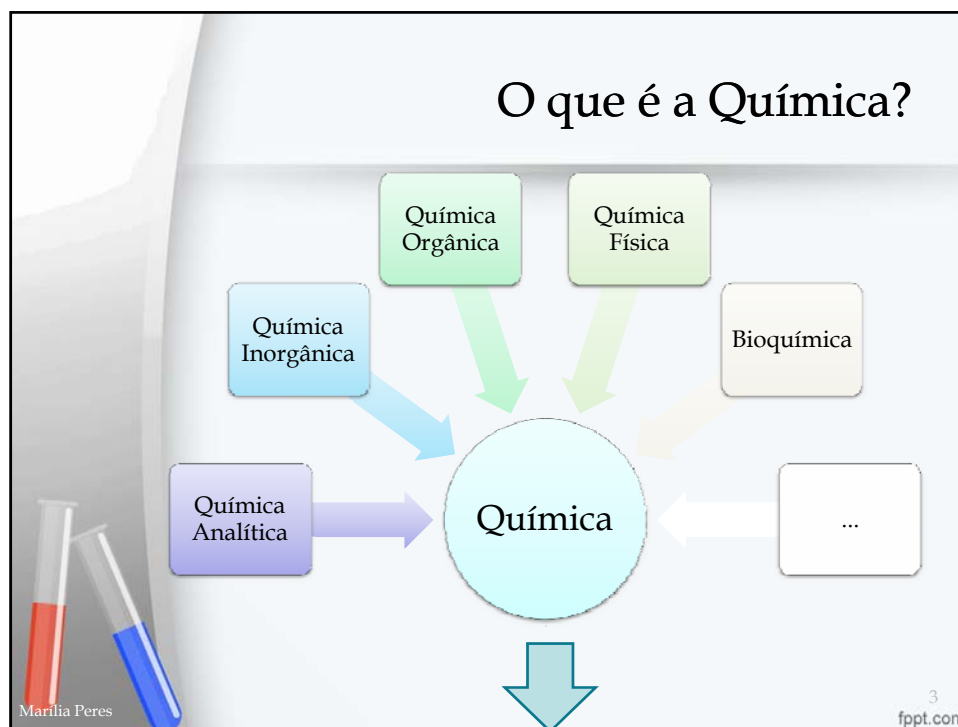 O que é a Química?
Química
Orgânica
Química
Física
Química
Inorgânica
Bioquímica
Química
Analítica
Química
...
Marília Peres
3
fppt.com